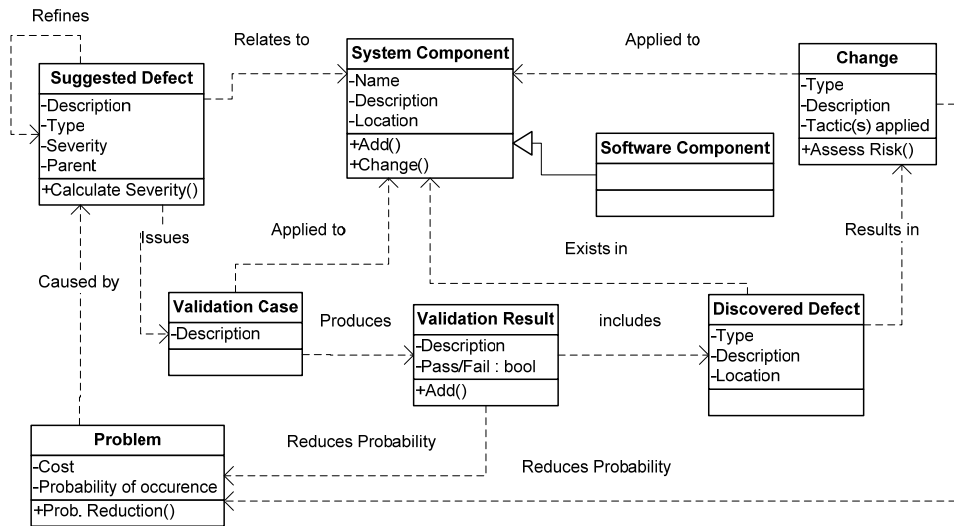 Refines
Relates to
Applied to
Suggested Defect
-Description
-Type
-Severity
-Parent
+Calculate Severity()
System Component
-Name
-Description
-Location
+Add()
+Change()
Change
-Type
-Description
-Tactic(s) applied
+Assess Risk()
Software Component
Issues
Applied to
Exists in
Results in
Caused by
Validation Case
-Description
Produces
Validation Result
-Description
-Pass/Fail : bool
+Add()
includes
Discovered Defect
-Type
-Description
-Location
Problem
-Cost
-Probability of occurence
+Prob. Reduction()
Reduces Probability
Reduces Probability